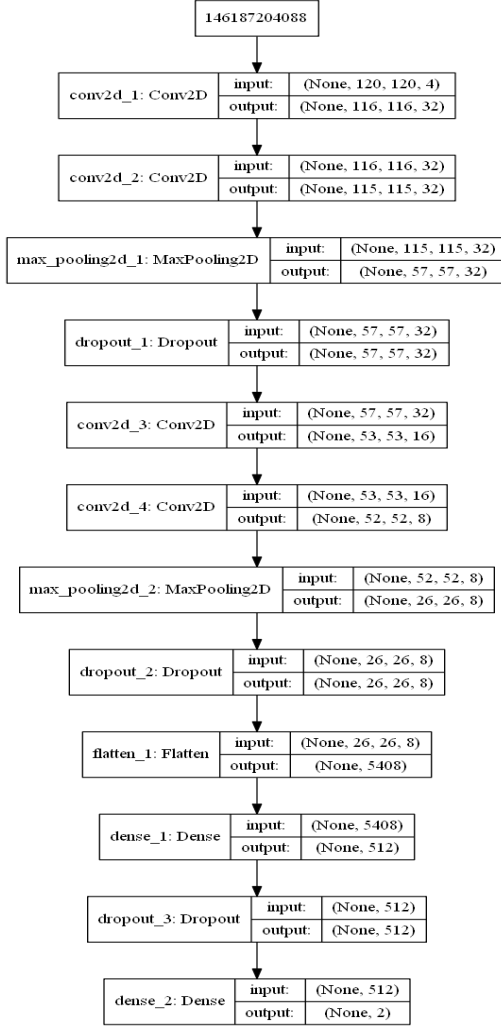 146187204088
conv2d_1: Conv2D
input: (None, 120, 120, 4)
output: (None, 116, 116, 32)
conv2d_2: Conv2D
input: (None, 116, 116, 32)
output: (None, 115, 115, 32)
max_pooling2d_1: MaxPooling2D
input: (None, 115, 115, 32)
output: (None, 57, 57, 32)
dropout_1: Dropout
input: (None, 57, 57, 32)
output: (None, 57, 57, 32)
conv2d_3: Conv2D
input: (None, 57, 57, 32)
output: (None, 53, 53, 16)
conv2d_4: Conv2D
input: (None, 53, 53, 16)
output: (None, 52, 52, 8)
max_pooling2d_2: MaxPooling2D
input: (None, 52, 52, 8)
output: (None, 26, 26, 8)
dropout_2: Dropout
input: (None, 26, 26, 8)
output: (None, 26, 26, 8)
flatten_1: Flatten
input: (None, 26, 26, 8)
output: (None, 5408)
dense_1: Dense
input: (None, 5408)
output: (None, 512)
dropout_3: Dropout
input: (None, 512)
output: (None, 512)
dense_2: Dense
input: (None, 512)
output: (None, 2)